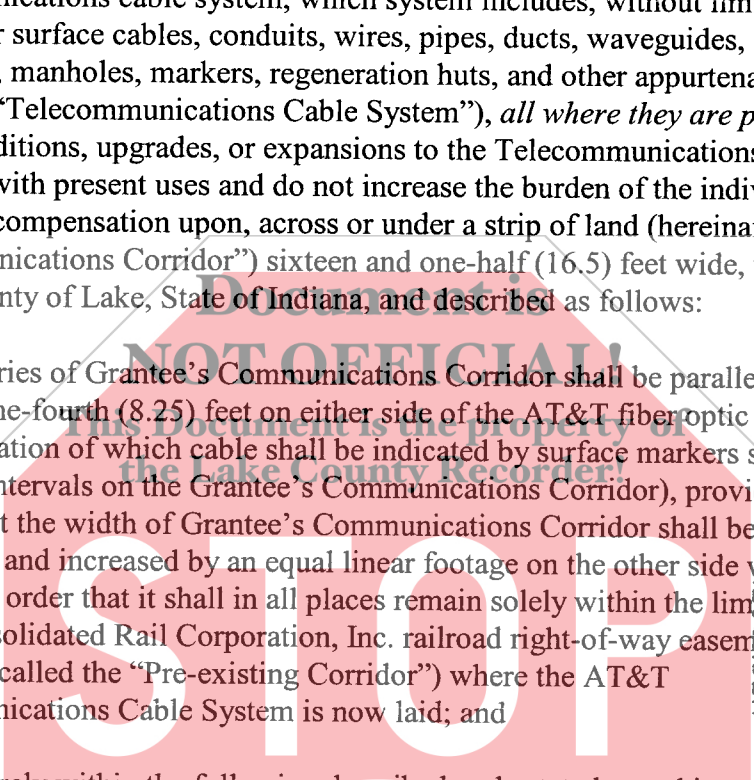 nications cable system, which system includes, without lim
r surface cables, conduits, wires, pipes, ducts, waveguides,
, manholes, markers, regeneration huts, and other appurtena
“Telecommunications Cable System”), all where they are p
ditions, upgrades, or expansions to the Telecommunications
with present uses and do not increase the burden of the indiv
compensation upon, across or under a strip of land (hereinaf
nications Corridor”) sixteen and one-half (16.5) feet wide,
nty of Lake, State of Indiana, and described as follows:
Document is
NOT OFFICIAL!
This Document is the property of
the Lake County Recorder!
STOP
ries of Grantee’s Communications Corridor shall be paralle
ne-fourth (8.25) feet on either side of the AT&T fiber optic
ation of which cable shall be indicated by surface markers s
ntervals on the Grantee’s Communications Corridor), provi
t the width of Grantee’s Communications Corridor shall be
and increased by an equal linear footage on the other side w
order that it shall in all places remain solely within the lim
solidated Rail Corporation, Inc. railroad right-of-way easem
called the “Pre-existing Corridor”) where the AT&T
nications Cable System is now laid; and